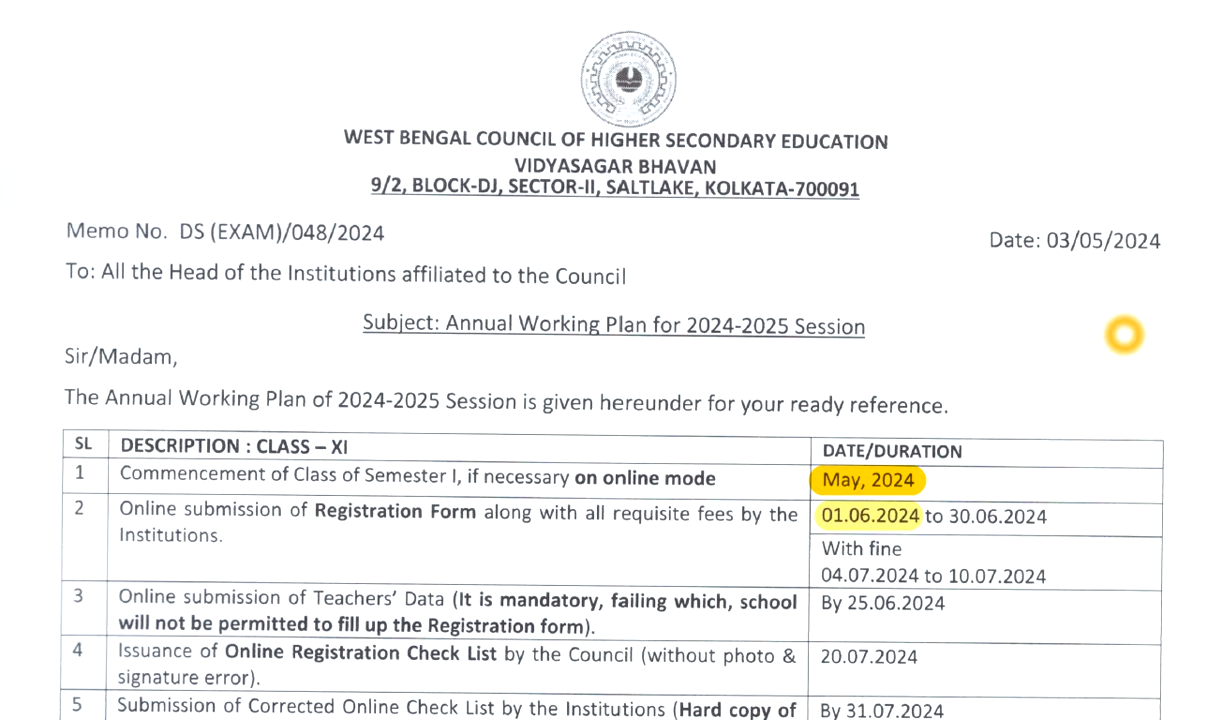 WEST BENGAL COUNCIL OF HIGHER SECONDARY EDUCATION
VIDYASAGAR BHAVAN
9/2, BLOCK-DJ, SECTOR-II, SALTLAKE, KOLKATA-700091
Memo No. DS (EXAM)/048/2024
Date: 03/05/2024
To: All the Head of the Institutions affiliated to the Council
Subject: Annual Working Plan for 2024-2025 Session
Sir/Madam,
The Annual Working Plan of 2024-2025 Session is given hereunder for your ready reference.
SL DESCRIPTION : CLASS – XI DATE/DURATION
1 Commencement of Class of Semester I, if necessary on online mode May, 2024
2 Online submission of Registration Form along with all requisite fees by the 01.06.2024 to 30.06.2024
Institutions.
With fine
04.07.2024 to 10.07.2024
3 Online submission of Teachers’ Data (It is mandatory, failing which, school By 25.06.2024
will not be permitted to fill up the Registration form).
4 Issuance of Online Registration Check List by the Council (without photo & 20.07.2024
signature error).
5 Submission of Corrected Online Check List by the Institutions (Hard copy of By 31.07.2024